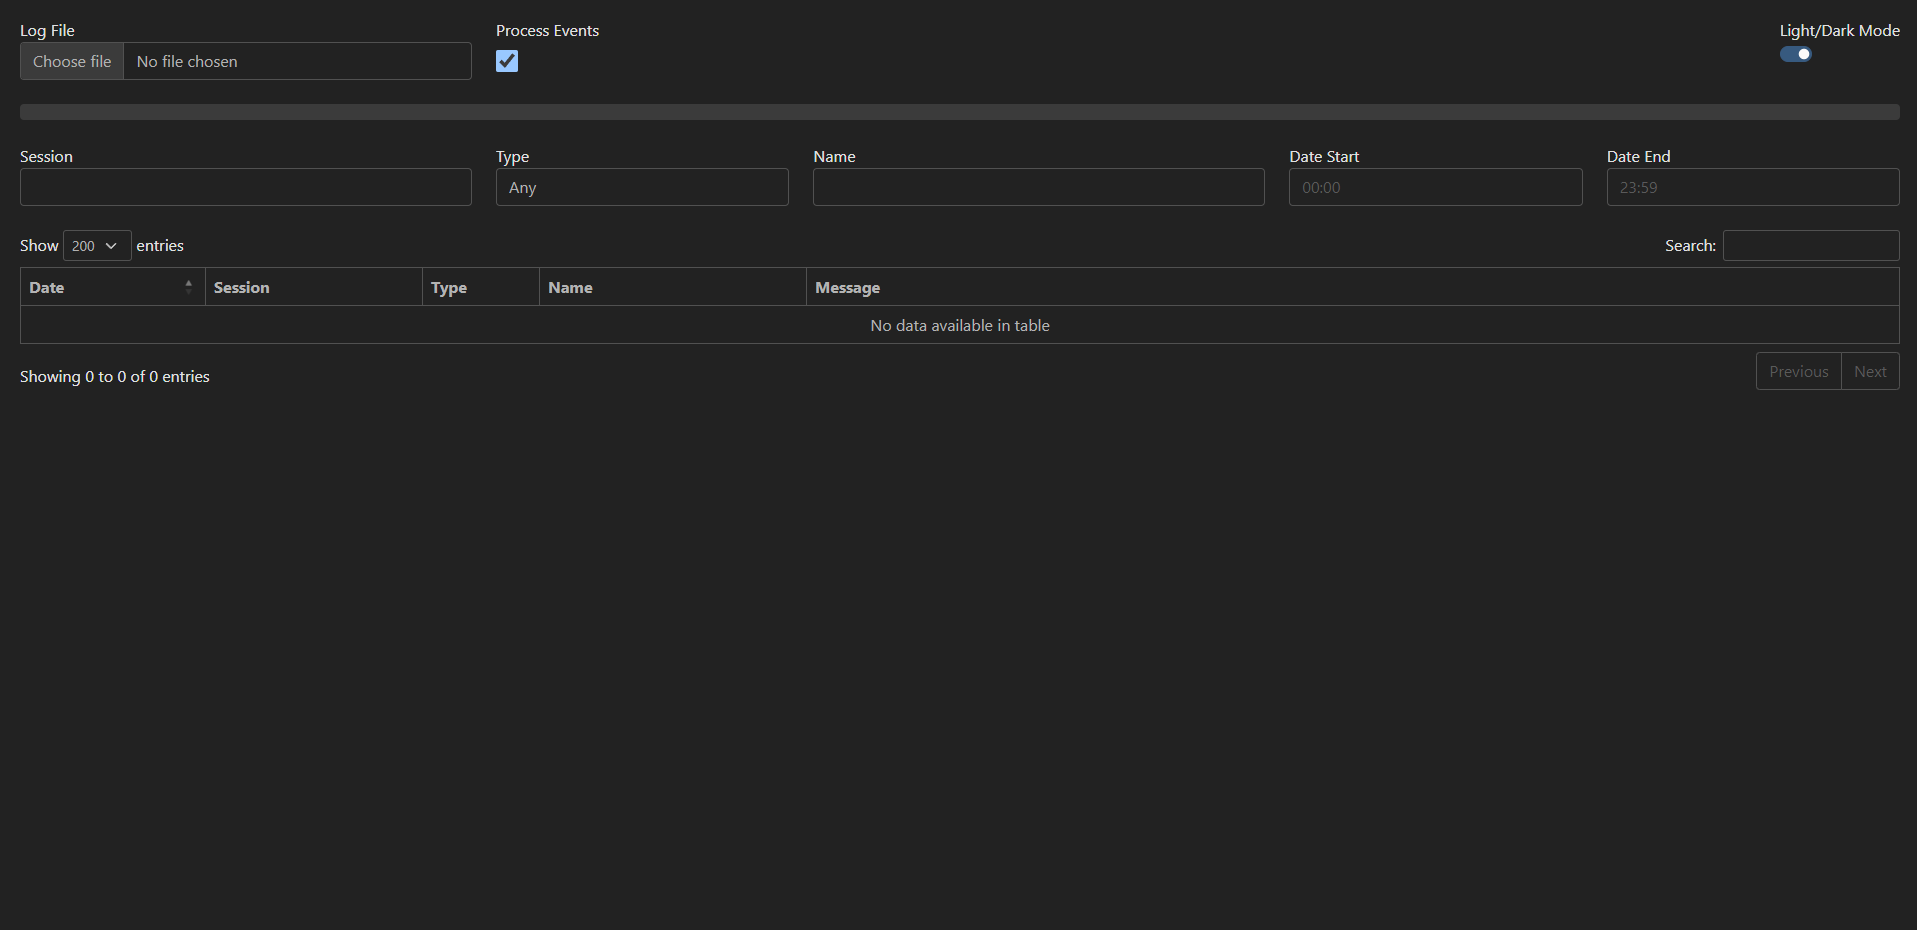 Log File
Process Events
Light/Dark Mode
Choose file No file chosen
Session
Type
Name
Date Start
Date End
Any
00:00
23:59
Show 200 entries
Search:
Date Session Type Name Message
No data available in table
Showing 0 to 0 of 0 entries
Previous Next